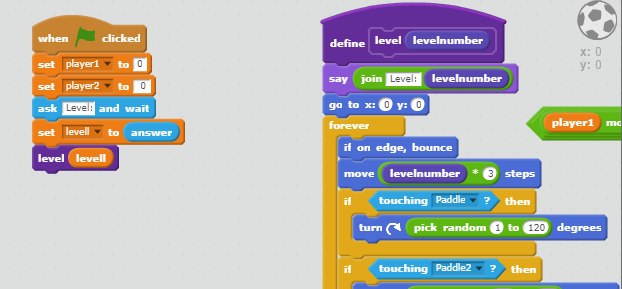 when clicked
set player1 to 0
set player2 to 0
ask Level: and wait
set levell to answer
level levell
define level levelnumber
say join Level: levelnumber
go to x: 0 y: 0
forever
if on edge, bounce
move levelnumber * 3 steps
if touching Paddle ? then
turn pick random 1 to 120 degrees
if touching Paddle2 ? then
x: 0
y: 0
player1